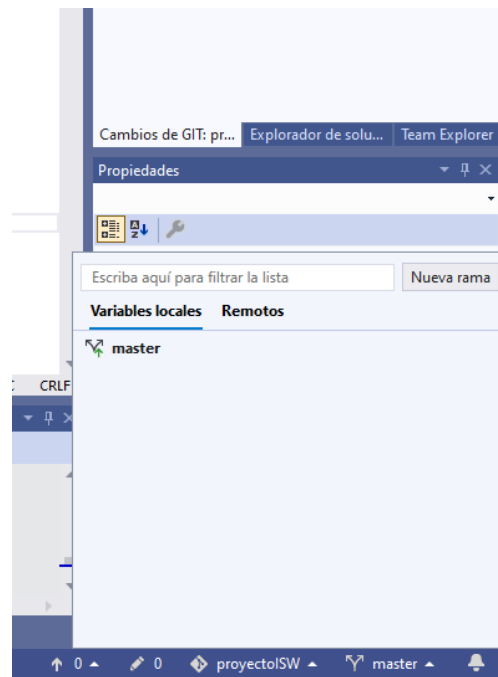 Cambios de GIT: pr... Explorador de solu... Team Explorer
Propiedades
Escriba aquí para filtrar la lista Nueva rama
Variables locales Remotos
master
CRLF
0 0 proyectoISW master